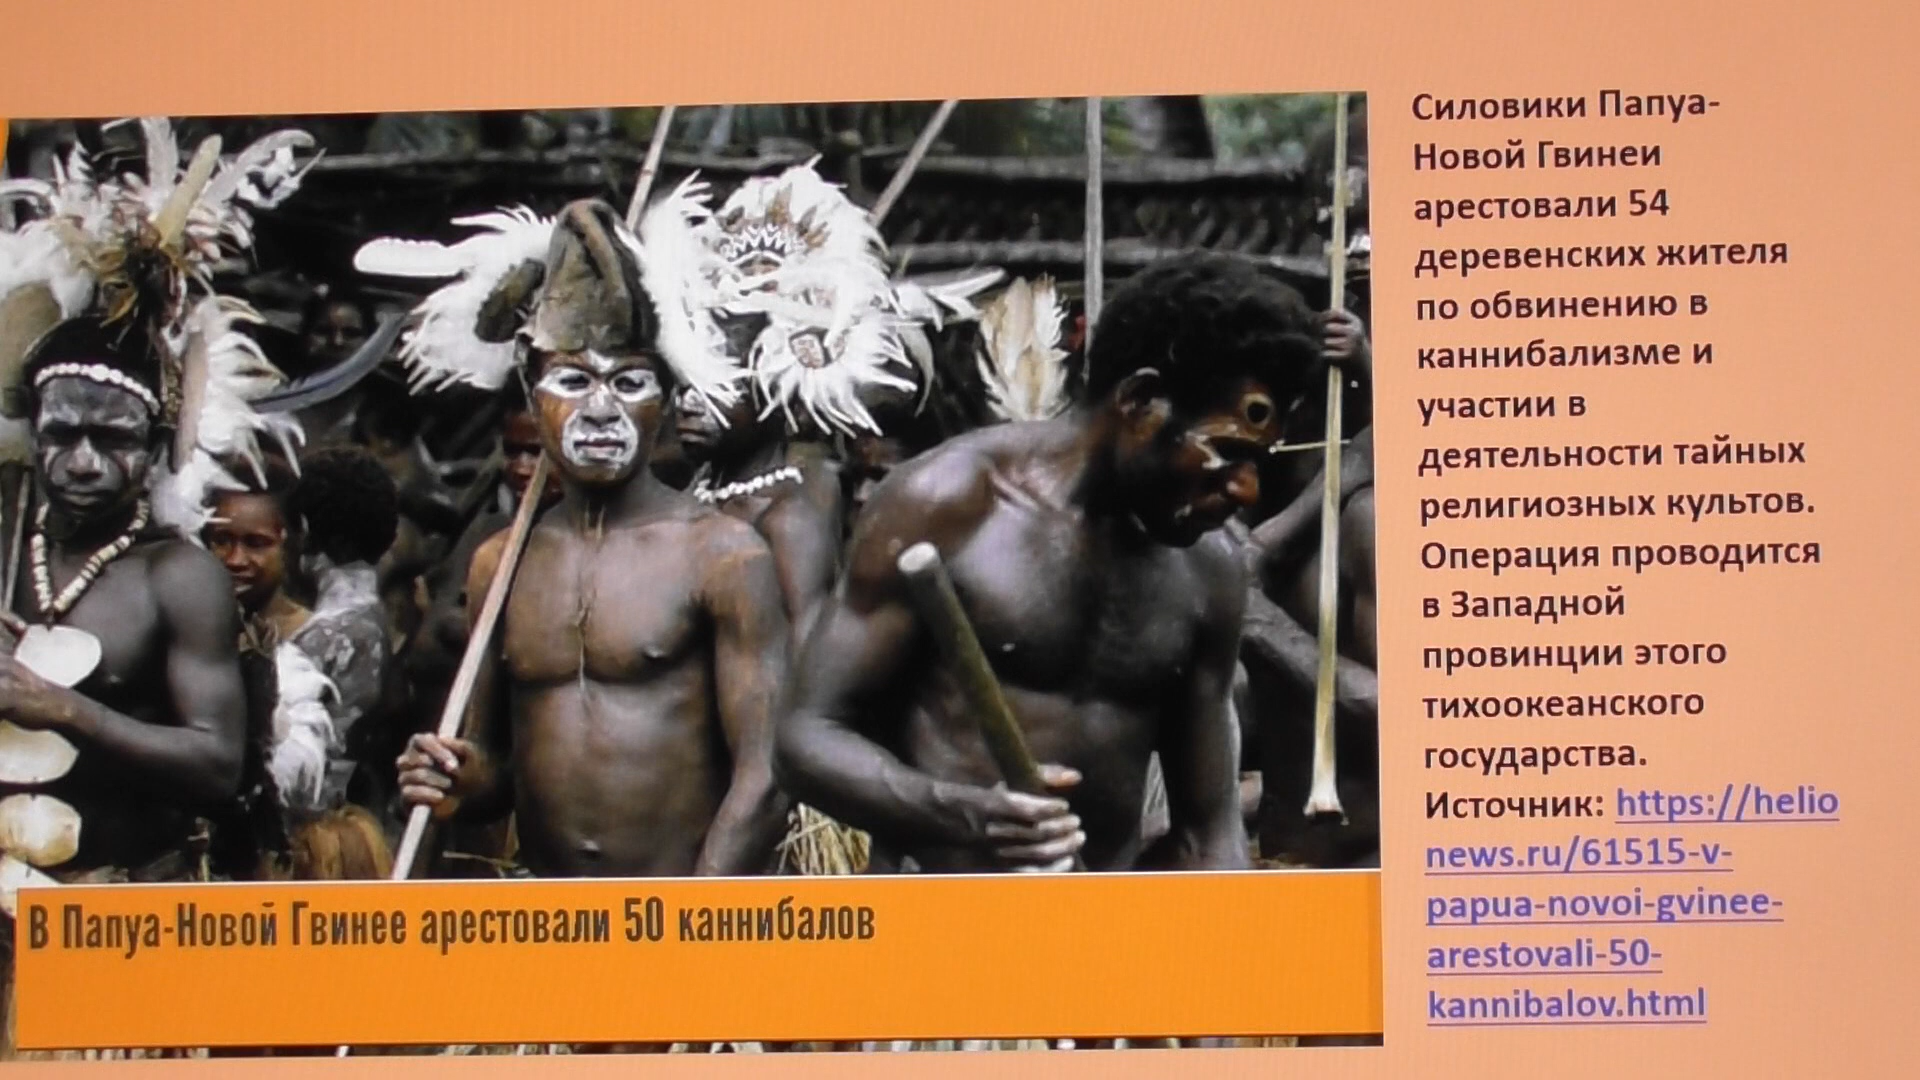 В Папуа-Новой Гвинее арестовали 50 каннибалов
Силовики Папуа-
Новой Гвинеи
арестовали 54
деревенских жителя
по обвинению в
каннибализме и
участии в
деятельности тайных
религиозных культов.
Операция проводится
в Западной
провинции этого
тихоокеанского
государства.
Источник: https://helio
news.ru/61515-v-
papua-novoi-gvinee-
arestovali-50-
kannibalov.html